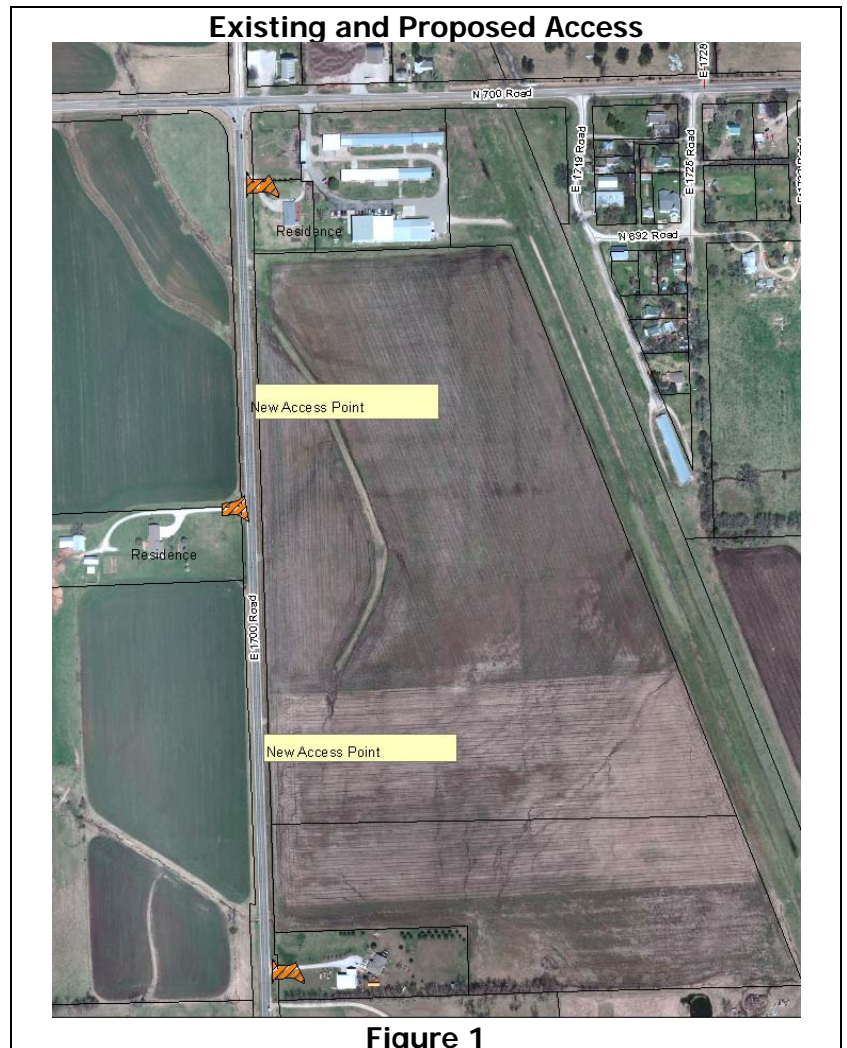 Existing and Proposed Access
E-1728
N 700 Road
E 1719 Road
E 1725 Road
N 692 Road
Residence
New Access Point
Residence
E 1700 Road
New Access Point
Figure 1